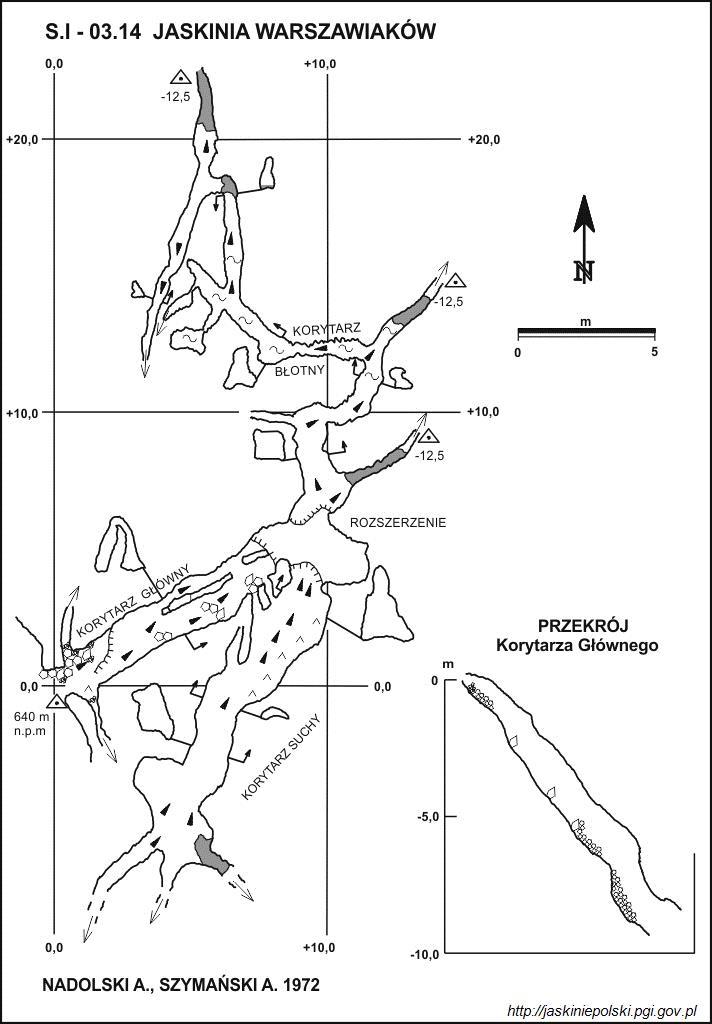 S.I - 03.14 JASKINIA WARSZAWIAKÓW
0,0
+10,0
-12,5
+20,0
+20,0
N
-12,5
KORYTARZ
m
0
5
BŁOTNY
+10,0
+10,0
-12,5
ROZSZERZENIE
KORYTARZ GŁÓWNY
PRZEKRÓJ
Korytarza Głównego
m
0
0,0
0,0
640 m
n.p.m
KORYTARZ SUCHY
-5,0
0,0
+10,0
-10,0
NADOLSKI A., SZYMAŃSKI A. 1972
http://jaskiniepolski.pgi.gov.pl